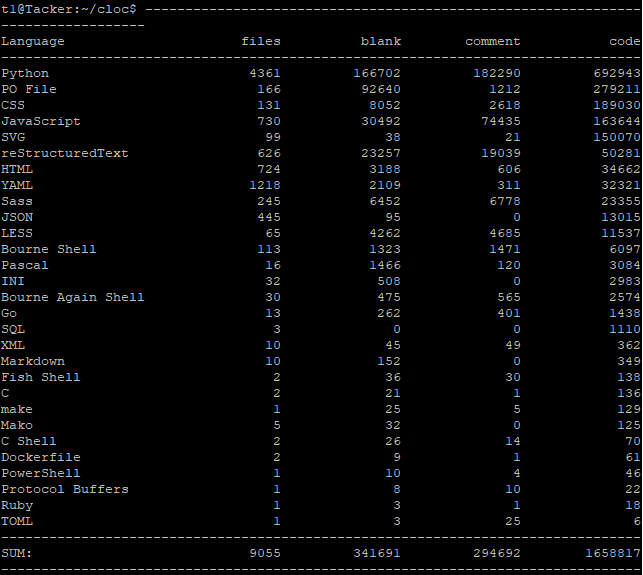 t1@Tacker:~/cloc$ --------------------------------------------------------------
------------------
Language files blank comment code
--------------------------------------------------------------------------------
Python 4361 166702 182290 692943
PO File 166 92640 1212 279211
CSS 131 8052 2618 189030
JavaScript 730 30492 74435 163644
SVG 99 38 21 150070
reStructuredText 626 23257 19039 50281
HTML 724 3188 606 34662
YAML 1218 2109 311 32321
Sass 245 6452 6778 23355
JSON 445 95 0 13015
LESS 65 4262 4685 11537
Bourne Shell 113 1323 1471 6097
Pascal 16 1466 120 3084
INI 32 508 0 2983
Bourne Again Shell 30 475 565 2574
Go 13 262 401 1438
SQL 3 0 0 1110
XML 10 45 49 362
Markdown 10 152 0 349
Fish Shell 2 36 30 138
C 2 21 1 136
make 1 25 5 129
Mako 5 32 0 125
C Shell 2 26 14 70
Dockerfile 2 9 1 61
PowerShell 1 10 4 46
Protocol Buffers 1 8 10 22
Ruby 1 3 1 18
TOML 1 3 25 6
--------------------------------------------------------------------------------
SUM: 9055 341691 294692 1658817
--------------------------------------------------------------------------------